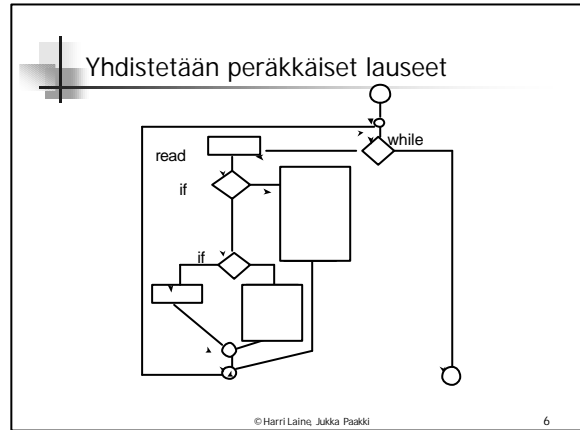 Yhdistetään peräkkäiset lauseet
while
read
if
if
© Harri Laine, Jukka Paakki
6